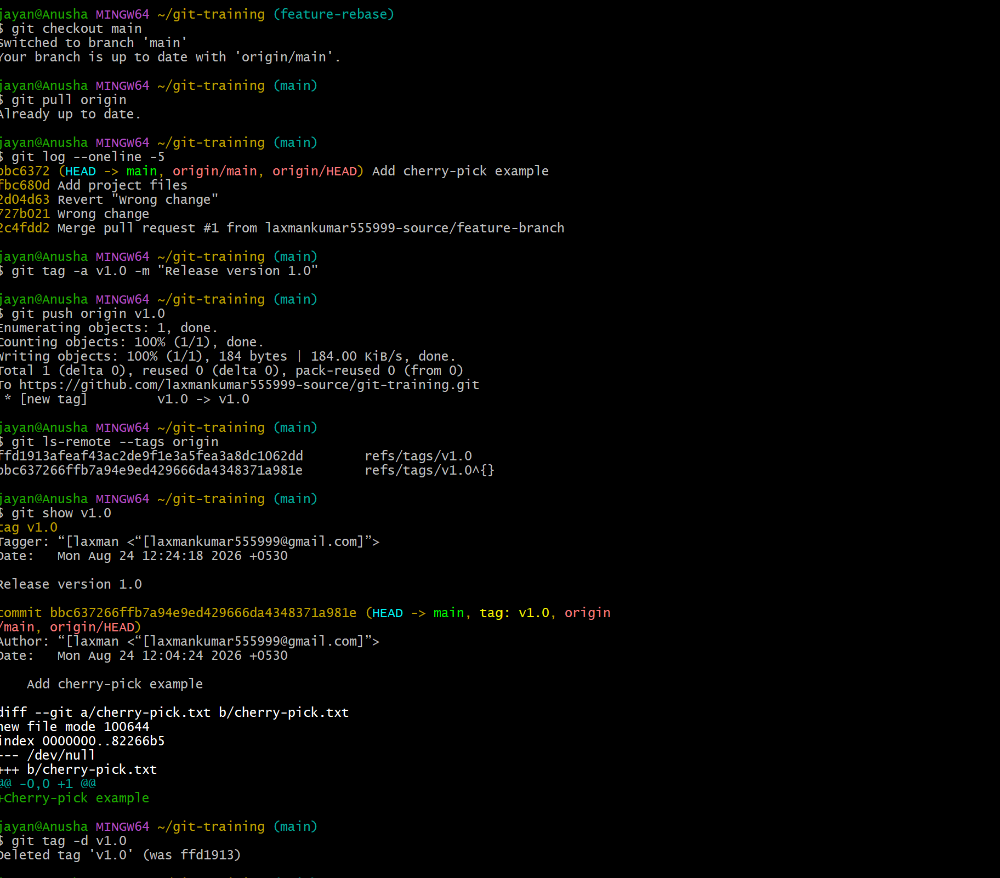 jayan@Anusha MINGW64 ~/git-training (feature-rebase)
$ git checkout main
Switched to branch 'main'
Your branch is up to date with 'origin/main'.
jayan@Anusha MINGW64 ~/git-training (main)
$ git pull origin
Already up to date.
jayan@Anusha MINGW64 ~/git-training (main)
$ git log --oneline -5
bbc6372 (HEAD -> main, origin/main, origin/HEAD) Add cherry-pick example
fbc680d Add project files
2d04d63 Revert "Wrong change"
727b021 Wrong change
2c4fdd2 Merge pull request #1 from laxmankumar555999-source/feature-branch
jayan@Anusha MINGW64 ~/git-training (main)
$ git tag -a v1.0 -m "Release version 1.0"
jayan@Anusha MINGW64 ~/git-training (main)
$ git push origin v1.0
Enumerating objects: 1, done.
Counting objects: 100% (1/1), done.
Writing objects: 100% (1/1), 184 bytes | 184.00 KiB/s, done.
Total 1 (delta 0), reused 0 (delta 0), pack-reused 0 (from 0)
To https://github.com/laxmankumar555999-source/git-training.git
 * [new tag]         v1.0 -> v1.0
jayan@Anusha MINGW64 ~/git-training (main)
$ git ls-remote --tags origin
ffd1913afeaf43ac2de9f1e3a5fea3a8dc1062dd        refs/tags/v1.0
bbc637266ffb7a94e9ed429666da4348371a981e        refs/tags/v1.0^{}
jayan@Anusha MINGW64 ~/git-training (main)
$ git show v1.0
tag v1.0
Tagger: “[laxman <“[laxmankumar555999@gmail.com]”>
Date:   Mon Aug 24 12:24:18 2026 +0530
Release version 1.0
commit bbc637266ffb7a94e9ed429666da4348371a981e (HEAD -> main, tag: v1.0, origin
/main, origin/HEAD)
Author: “[laxman <“[laxmankumar555999@gmail.com]”>
Date:   Mon Aug 24 12:04:24 2026 +0530
    Add cherry-pick example
diff --git a/cherry-pick.txt b/cherry-pick.txt
new file mode 100644
index 0000000..82266b5
--- /dev/null
+++ b/cherry-pick.txt
@@ -0,0 +1 @@
+Cherry-pick example
jayan@Anusha MINGW64 ~/git-training (main)
$ git tag -d v1.0
Deleted tag 'v1.0' (was ffd1913)